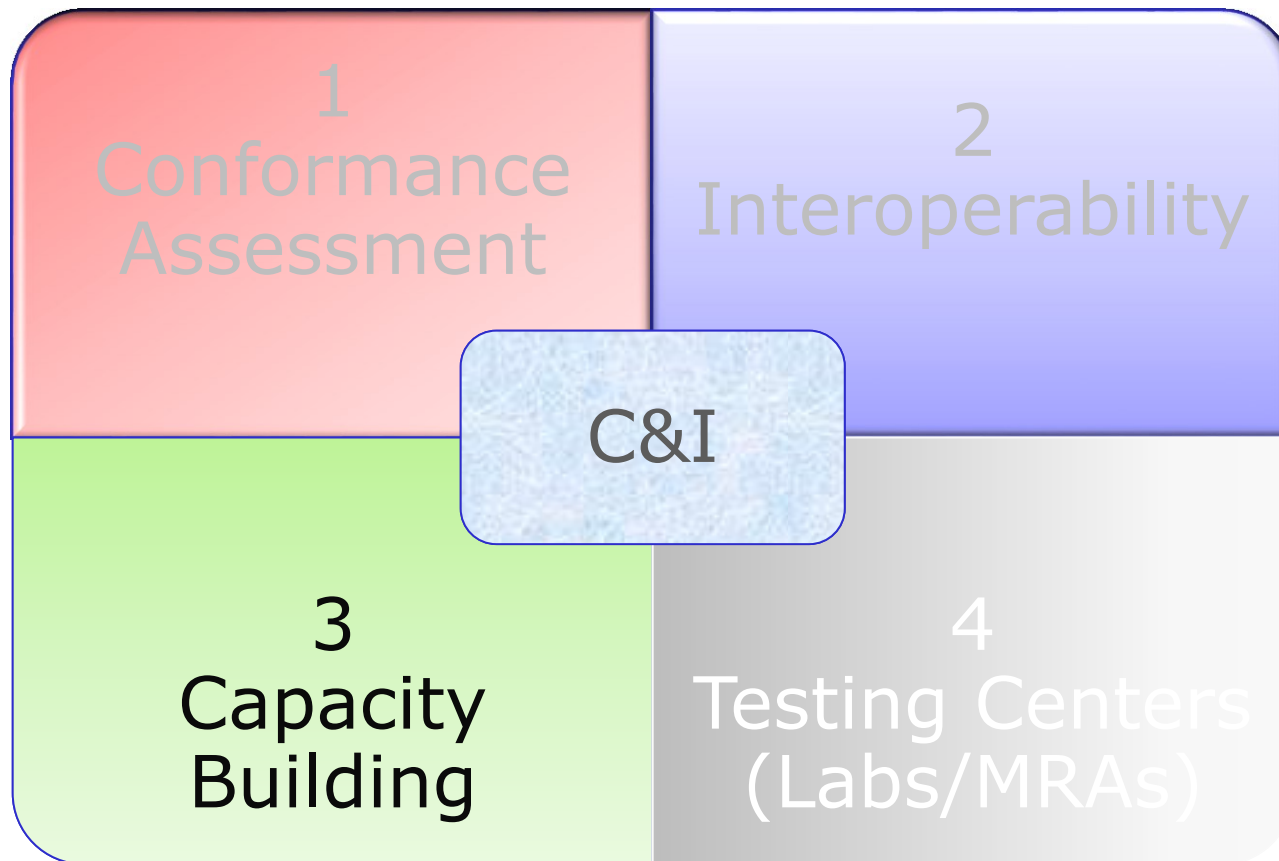 1
Conformance
Assessment
2
Interoperability
C&I
3
Capacity
Building
4
Testing Centers
(Labs/MRAs)